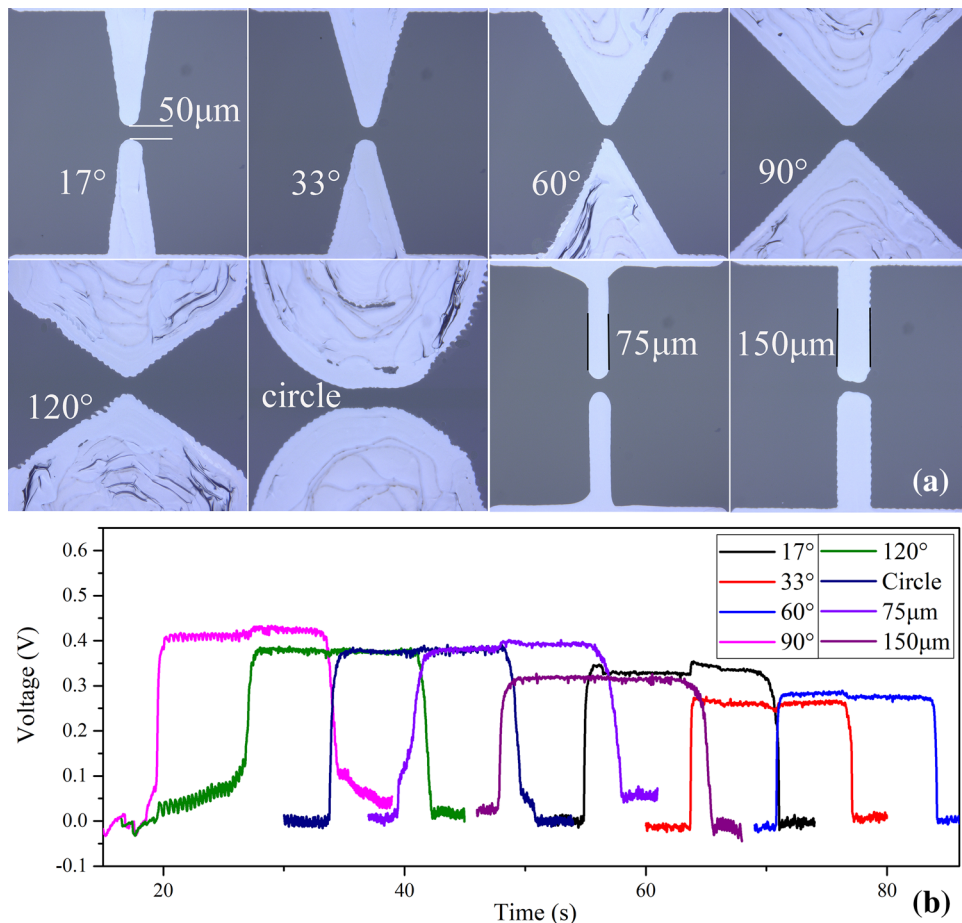 50μm
17°
33°
60°
90°
120°
circle
75μm
150μm
(a)
0.6
0.5
0.4
0.3
0.2
0.1
0.0
-0.1
Voltage (V)
17° 120°
33° Circle
60° 75μm
90° 150μm
20 40 60 80
Time (s)
(b)